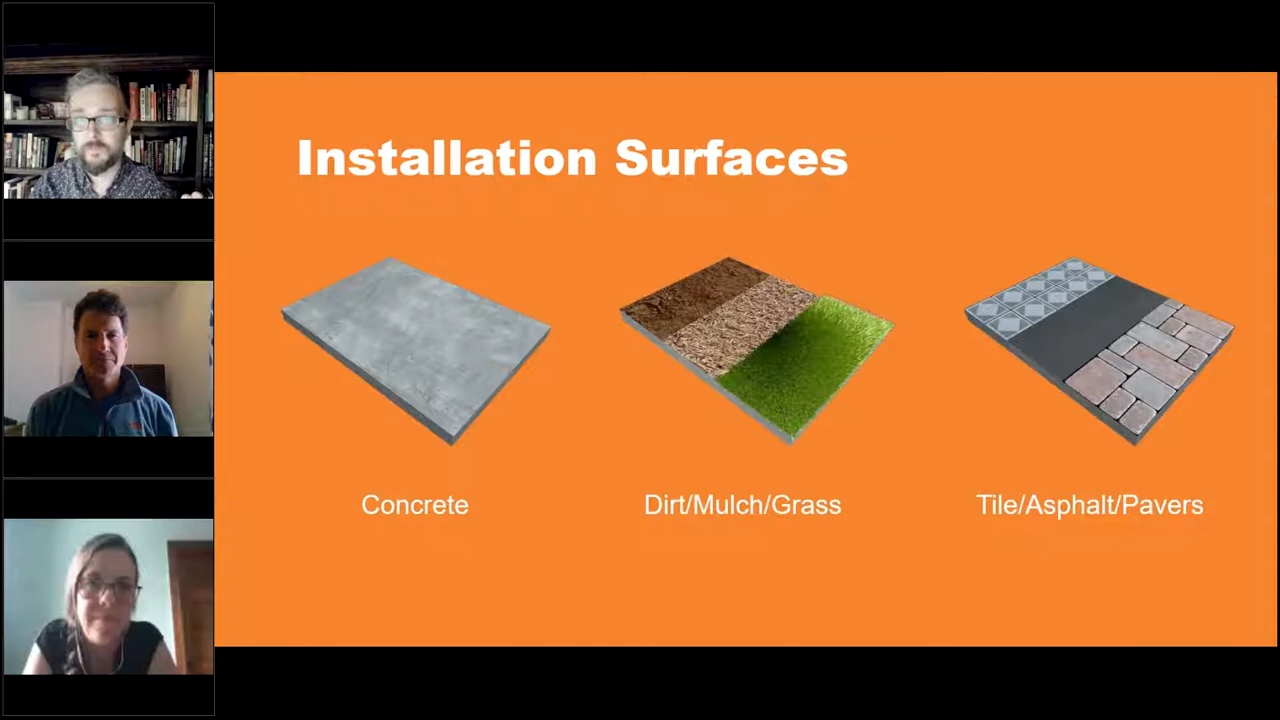 Installation Surfaces
Concrete
Dirt/Mulch/Grass
Tile/Asphalt/Pavers